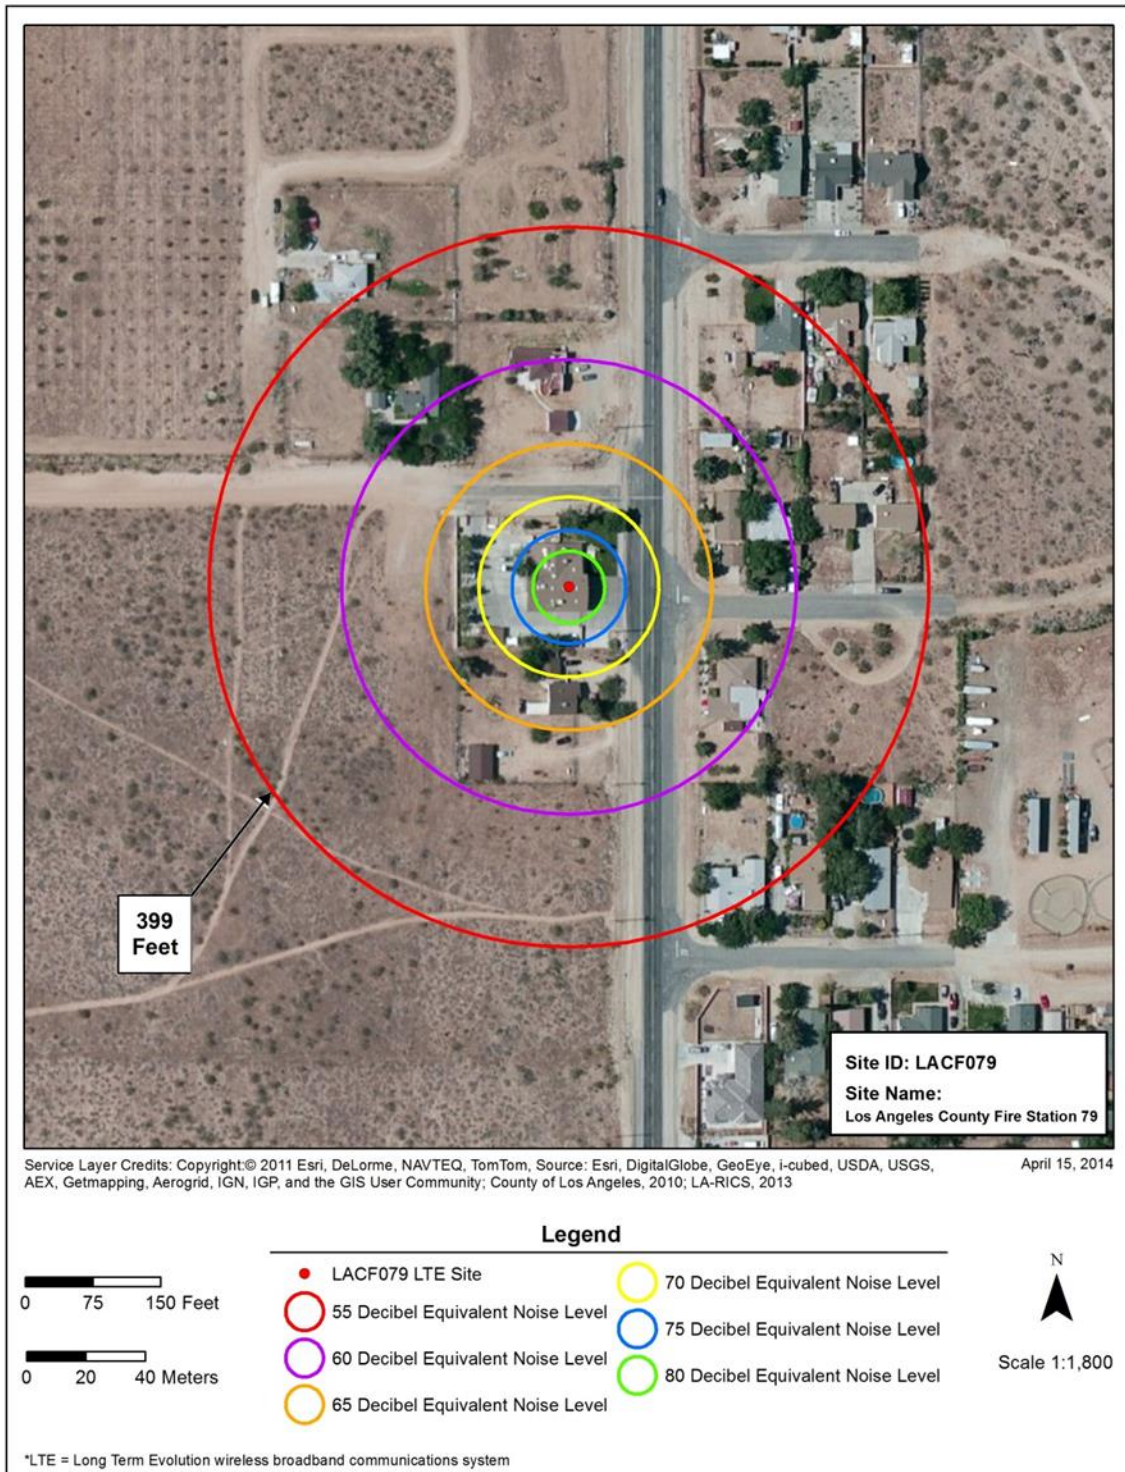 399
Feet
Site ID: LACF079
Site Name:
Los Angeles County Fire Station 79
Service Layer Credits: Copyright:© 2011 Esri, DeLorme, NAVTEQ, TomTom, Source: Esri, DigitalGlobe, GeoEye, i-cubed, USDA, USGS,
AEX, Getmapping, Aerogrid, IGN, IGP, and the GIS User Community; County of Los Angeles, 2010; LA-RICS, 2013
April 15, 2014
Legend
0 75 150 Feet
0 20 40 Meters
LACF079 LTE Site
55 Decibel Equivalent Noise Level
60 Decibel Equivalent Noise Level
65 Decibel Equivalent Noise Level
70 Decibel Equivalent Noise Level
75 Decibel Equivalent Noise Level
80 Decibel Equivalent Noise Level
N
Scale 1:1,800
*LTE = Long Term Evolution wireless broadband communications system